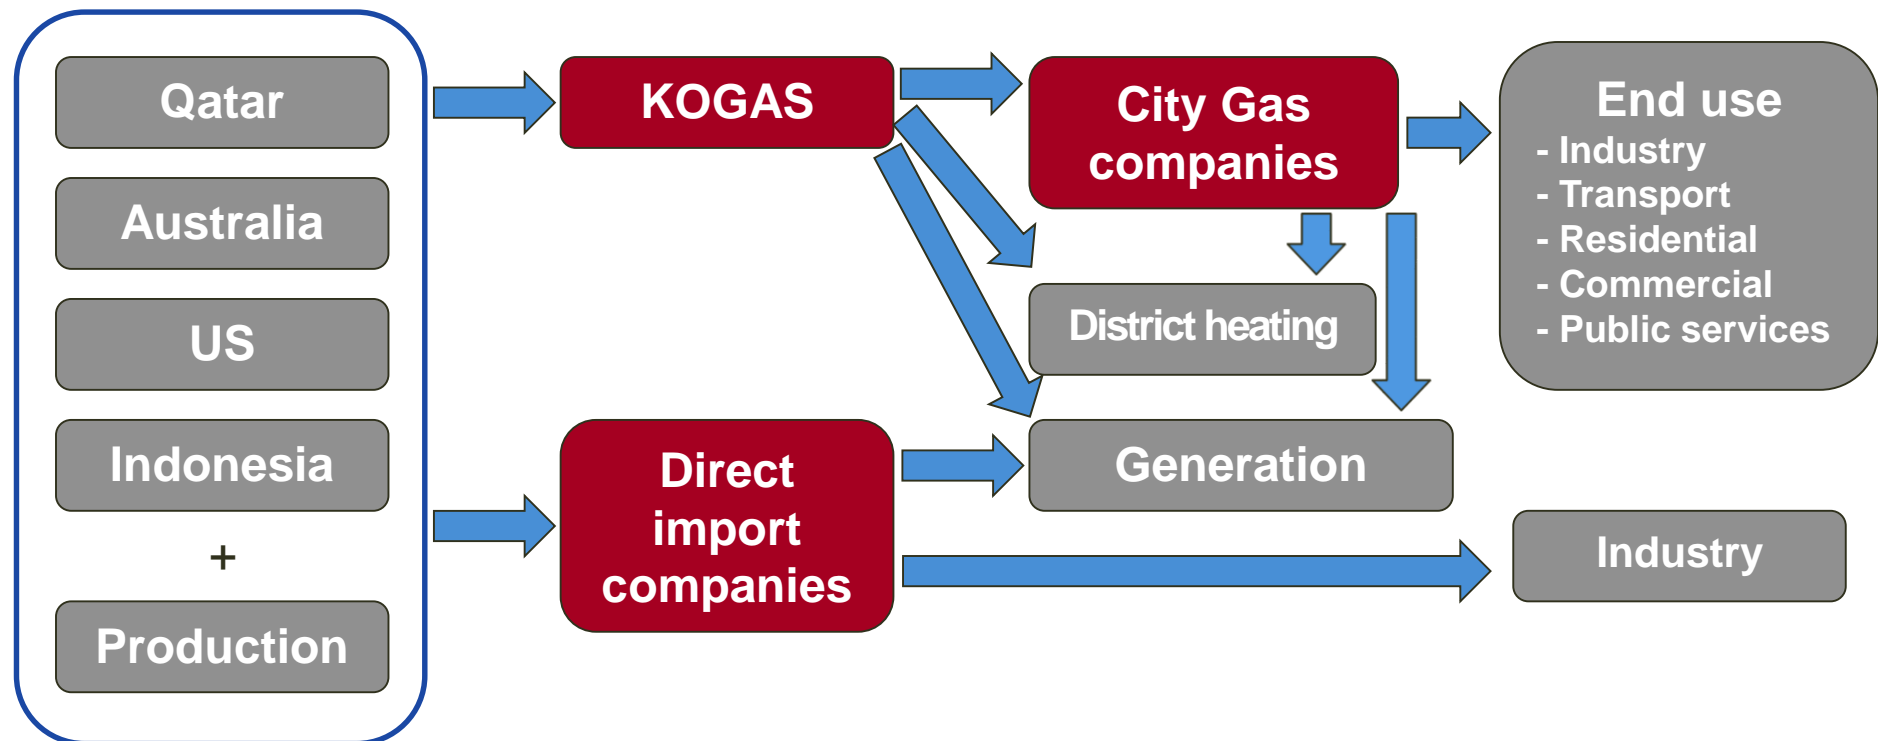 Qatar
Australia
US
Indonesia
+
Production
KOGAS
Direct
import
companies
City Gas
companies
District heating
Generation
End use
- Industry
- Transport
- Residential
- Commercial
- Public services
Industry